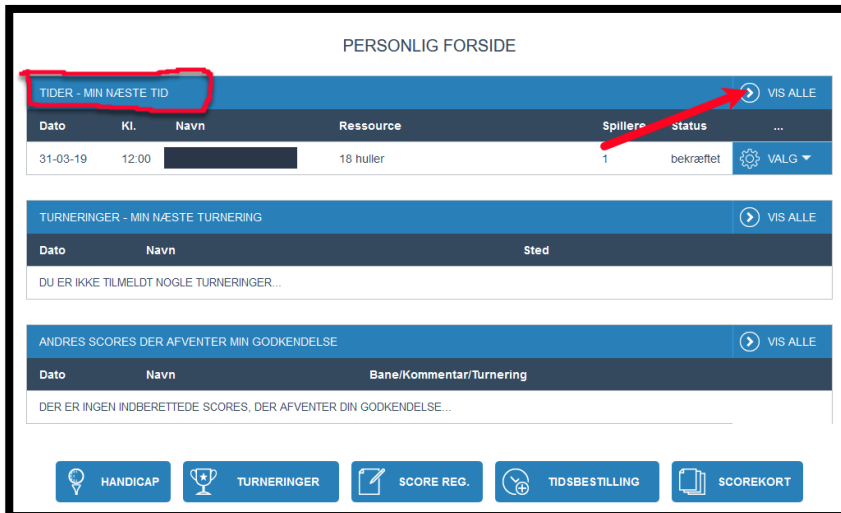 PERSONLIG FORSIDE
TIDER - MIN NÆSTE TID VIS ALLE
Dato Kl. Navn Ressource Spillere Status ...
31-03-19 12:00 18 huller 1 bekræftet VALG
TURNERINGER - MIN NÆSTE TURNERING VIS ALLE
Dato Navn Sted
DU ER IKKE TILMELDT NOGLE TURNERINGER...
ANDRES SCORES DER AFVENTER MIN GODKENDELSE VIS ALLE
Dato Navn Bane/Kommentar/Turnering
DER ER INGEN INDBERETTEDE SCORES, DER AFVENTER DIN GODKENDELSE...
HANDICAP TURNERINGER SCORE REG. TIDSBESTILLING SCOREKORT